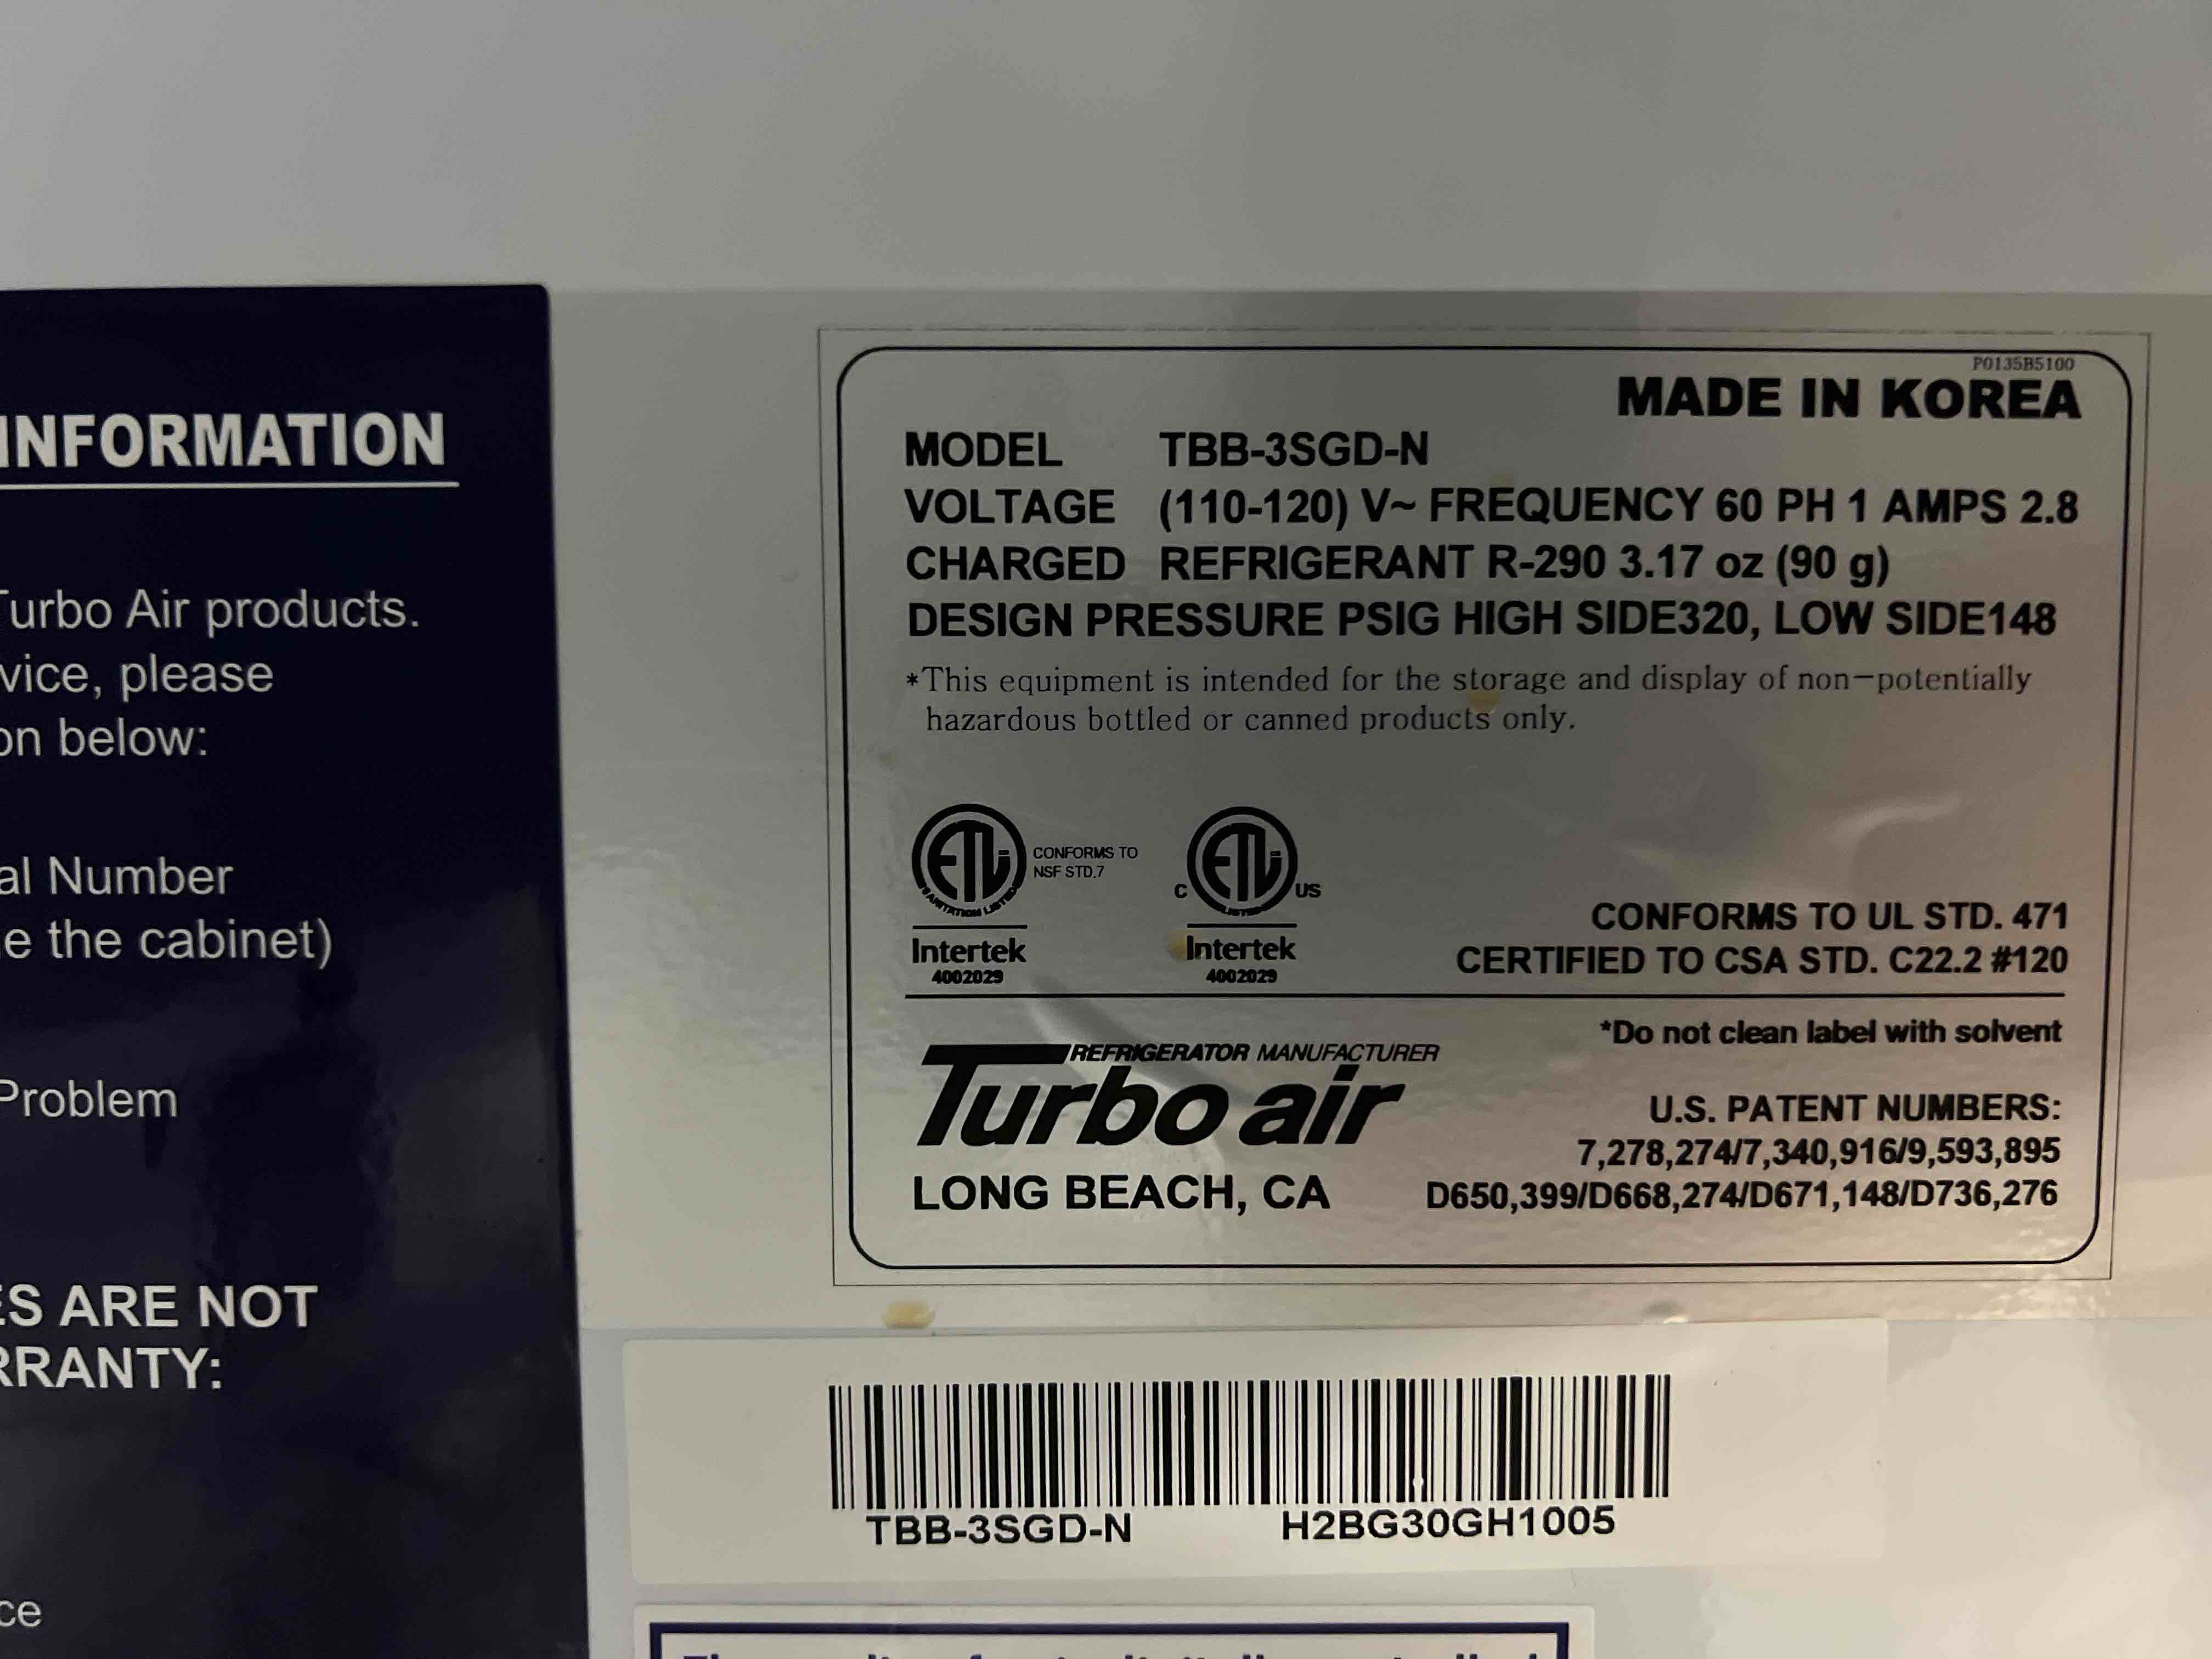 INFORMATION
Turbo Air products.
vice, please
on below:
al Number
e the cabinet)
Problem
ES ARE NOT
RRANTY:
ce
P0135B5100
MADE IN KOREA
MODEL TBB-3SGD-N
VOLTAGE (110-120) V~ FREQUENCY 60 PH 1 AMPS 2.8
CHARGED REFRIGERANT R-290 3.17 oz (90 g)
DESIGN PRESSURE PSIG HIGH SIDE320, LOW SIDE148
*This equipment is intended for the storage and display of non-potentially
hazardous bottled or canned products only.
ETL
SANITATION LISTED
CONFORMS TO
NSF STD.7
Intertek
4002029
C ETL US
LISTED
Intertek
4002029
CONFORMS TO UL STD. 471
CERTIFIED TO CSA STD. C22.2 #120
*Do not clean label with solvent
REFRIGERATOR MANUFACTURER
Turbo air
LONG BEACH, CA
U.S. PATENT NUMBERS:
7,278,274/7,340,916/9,593,895
D650,399/D668,274/D671,148/D736,276
TBB-3SGD-N H2BG30GH1005